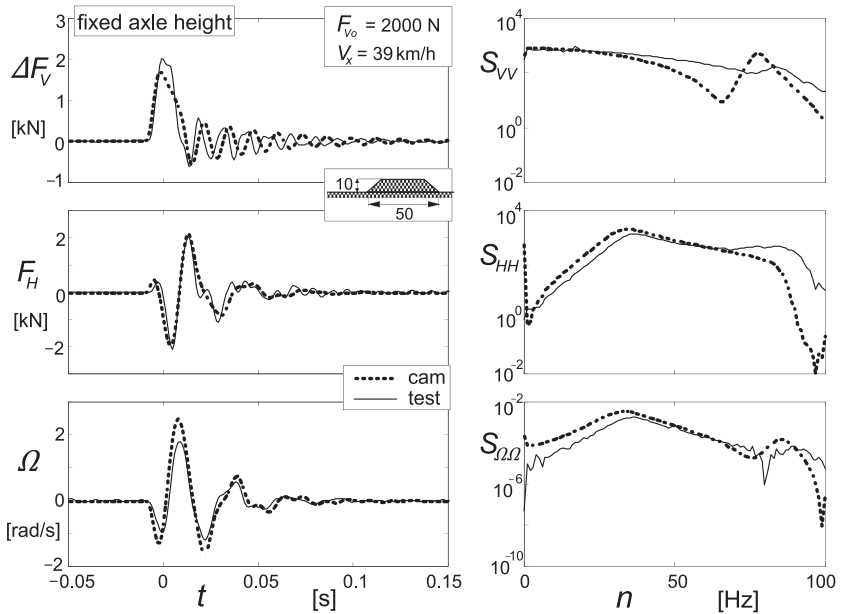 fixed axle height
F_Vo = 2000 N
V_x = 39 km/h
3
ΔF_V
2
1
[kN]
0
−1
10
50
2
F_H
0
[kN]
−2
cam
test
2
Ω
0
[rad/s]
−2
−0.05
0
0.05
0.1
0.15
t
[s]
10^4
S_VV
10^0
10^−2
10^4
S_HH
10^0
10^−2
10^−2
S_ΩΩ
10^−6
10^−10
0
50
100
n
[Hz]